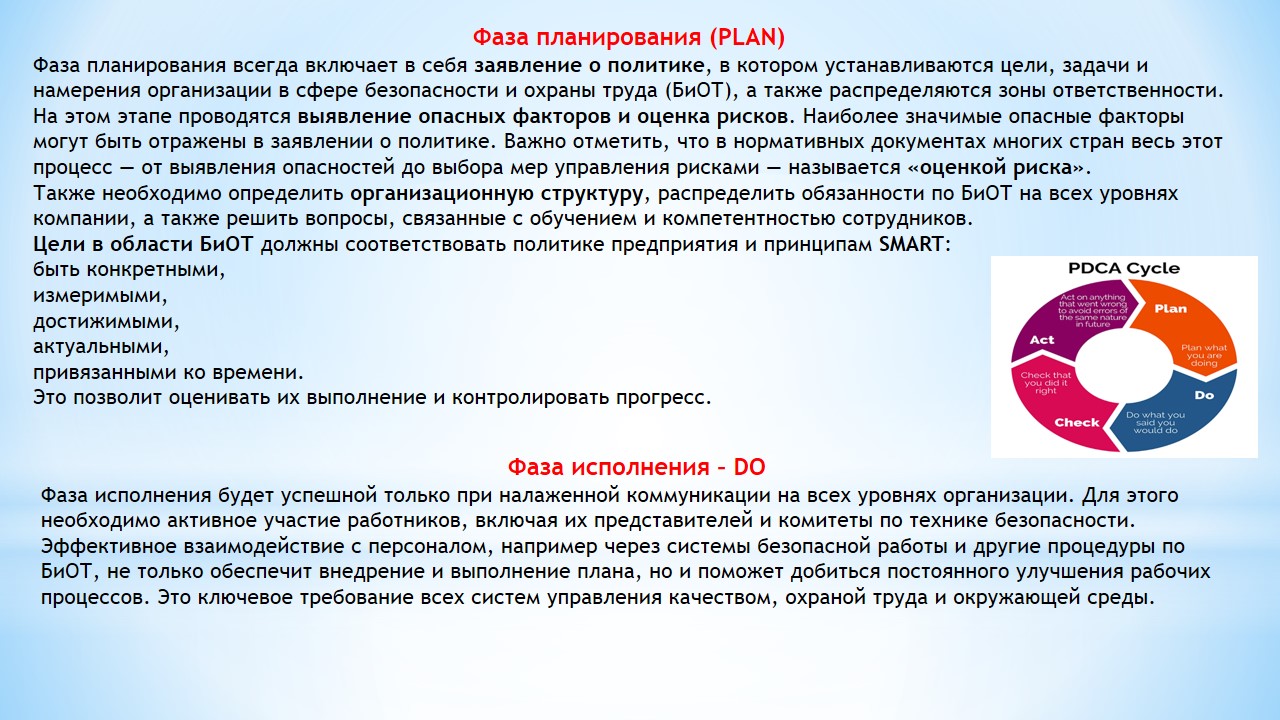 Фаза планирования (PLAN)
Фаза планирования всегда включает в себя заявление о политике, в котором устанавливаются цели, задачи и
намерения организации в сфере безопасности и охраны труда (БиОТ), а также распределяются зоны ответственности.
На этом этапе проводятся выявление опасных факторов и оценка рисков. Наиболее значимые опасные факторы
могут быть отражены в заявлении о политике. Важно отметить, что в нормативных документах многих стран весь этот
процесс — от выявления опасностей до выбора мер управления рисками — называется «оценкой риска».
Также необходимо определить организационную структуру, распределить обязанности по БиОТ на всех уровнях
компании, а также решить вопросы, связанные с обучением и компетентностью сотрудников.
Цели в области БиОТ должны соответствовать политике предприятия и принципам SMART:
быть конкретными,
измеримыми,
достижимыми,
актуальными,
привязанными ко времени.
Это позволит оценивать их выполнение и контролировать прогресс.
PDCA Cycle
Act on anything
that went wrong
to avoid errors of
the same nature
in future
Act
Plan
Plan what
you are
doing
Do
Do what you
said you
would do
Check that
you did it
right
Check
Фаза исполнения – DO
Фаза исполнения будет успешной только при налаженной коммуникации на всех уровнях организации. Для этого
необходимо активное участие работников, включая их представителей и комитеты по технике безопасности.
Эффективное взаимодействие с персоналом, например через системы безопасной работы и другие процедуры по
БиОТ, не только обеспечит внедрение и выполнение плана, но и поможет добиться постоянного улучшения рабочих
процессов. Это ключевое требование всех систем управления качеством, охраной труда и окружающей среды.